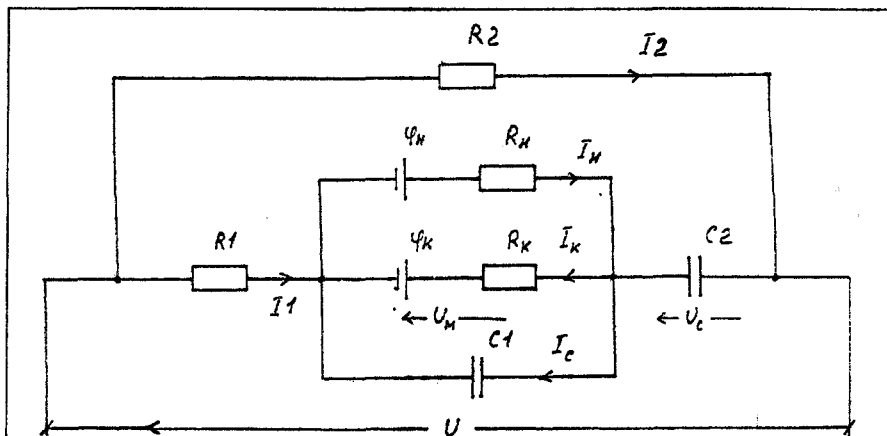 R2 I2
φн Rн Iн
R1 φк Rк Iк C2
I1 Uм Uс
C1 Iс
U